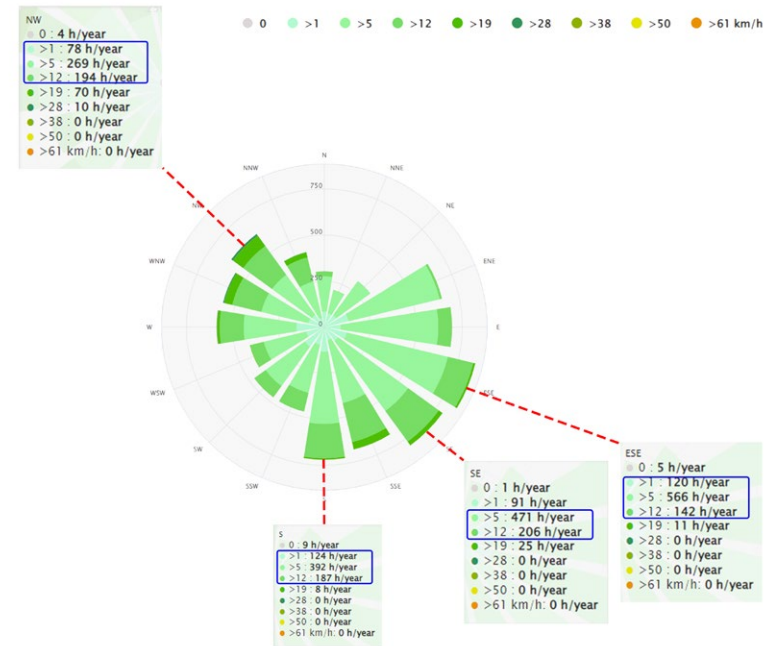 NW
0 : 4 h/year
>1 : 78 h/year
>5 : 269 h/year
>12 : 194 h/year
>19 : 70 h/year
>28 : 10 h/year
>38 : 0 h/year
>50 : 0 h/year
>61 km/h: 0 h/year
0 >1 >5 >12 >19 >28 >38 >50 >61 km/h
N
NNW
NNE
750
NW
NE
500
WNW
ENE
250
W
0
E
WSW
ESE
SW
SSW
SSE
ESE
0 : 5 h/year
>1 : 120 h/year
>5 : 566 h/year
>12 : 142 h/year
>19 : 11 h/year
>28 : 0 h/year
>38 : 0 h/year
>50 : 0 h/year
>61 km/h: 0 h/year
SE
0 : 1 h/year
>1 : 91 h/year
>5 : 471 h/year
>12 : 206 h/year
>19 : 25 h/year
>28 : 0 h/year
>38 : 0 h/year
>50 : 0 h/year
>61 km/h: 0 h/year
S
0 : 9 h/year
>1 : 124 h/year
>5 : 392 h/year
>12 : 187 h/year
>19 : 8 h/year
>28 : 0 h/year
>38 : 0 h/year
>50 : 0 h/year
>61 km/h: 0 h/year